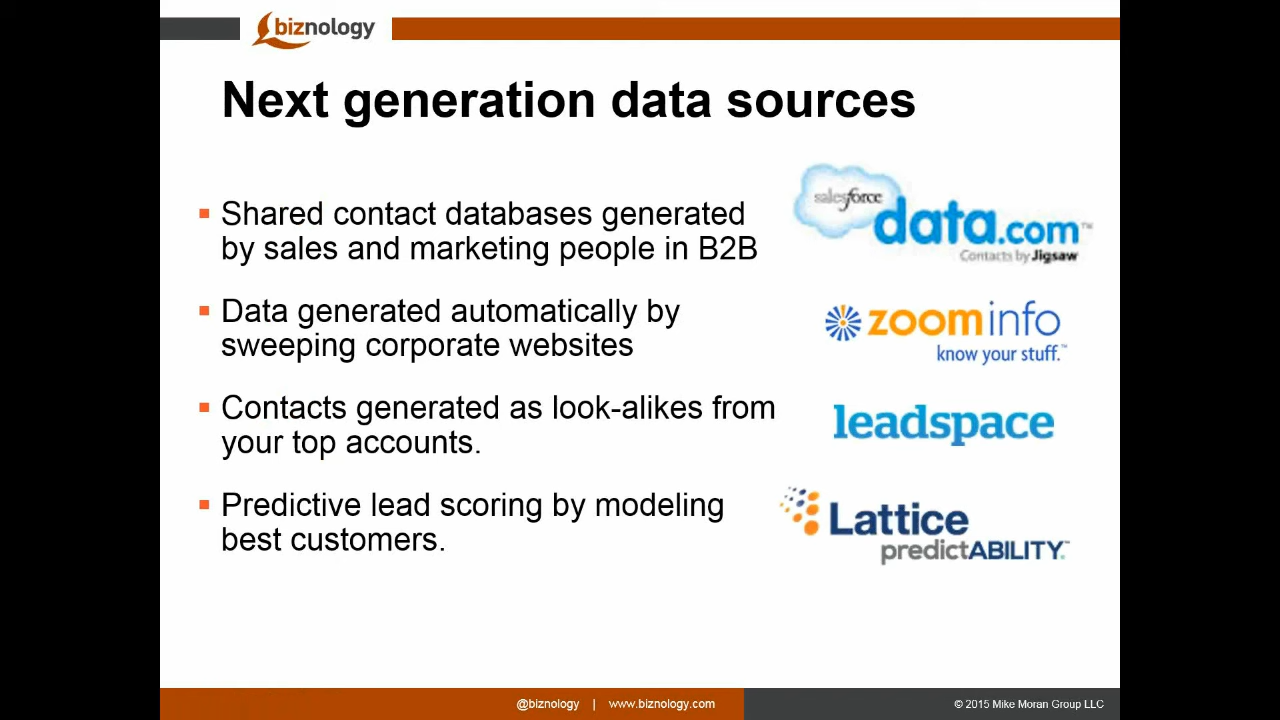 biznology
Next generation data sources
Shared contact databases generated
by sales and marketing people in B2B
salesforce
data.com™
Contacts by Jigsaw
Data generated automatically by
sweeping corporate websites
zoominfo
know your stuff.™
Contacts generated as look-alikes from
your top accounts.
leadspace
Predictive lead scoring by modeling
best customers.
Lattice
predictABILITY™
@biznology | www.biznology.com
© 2015 Mike Moran Group LLC